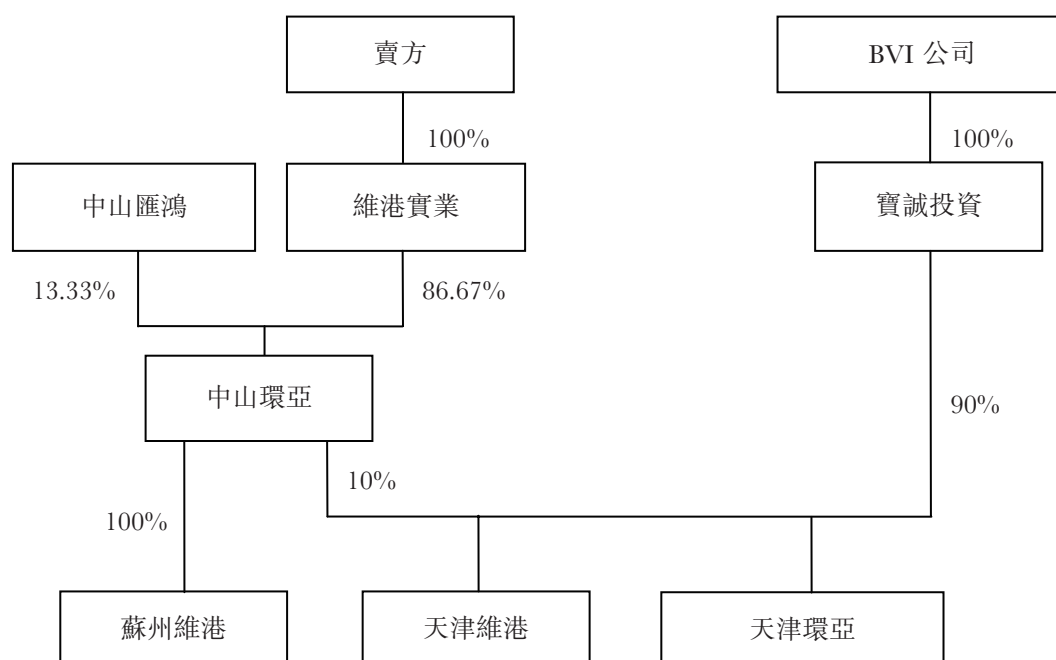 賣方
BVI 公司
100%
100%
中山匯鴻
維港實業
寶誠投資
13.33%
86.67%
中山環亞
90%
10%
100%
蘇州維港
天津維港
天津環亞